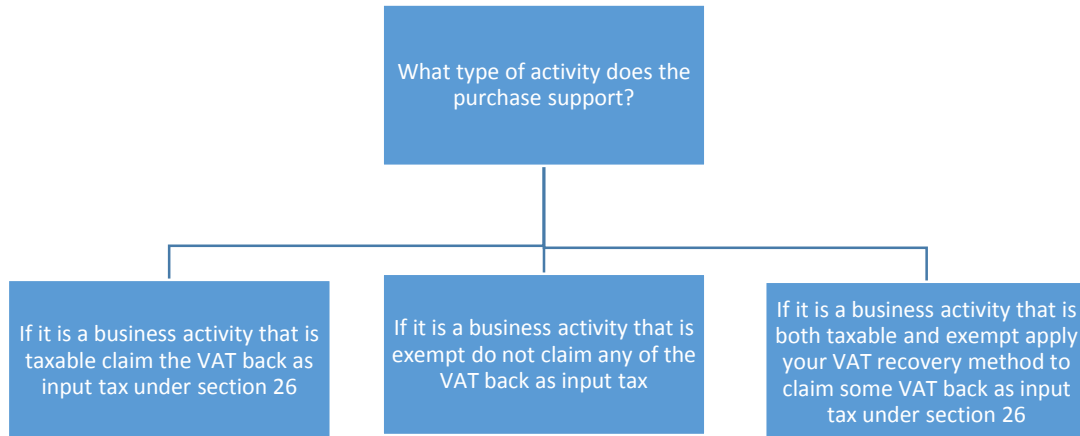 What type of activity does the
purchase support?
If it is a business activity that is
taxable claim the VAT back as
input tax under section 26
If it is a business activity that is
exempt do not claim any of the
VAT back as input tax
If it is a business activity that is
both taxable and exempt apply
your VAT recovery method to
claim some VAT back as input
tax under section 26